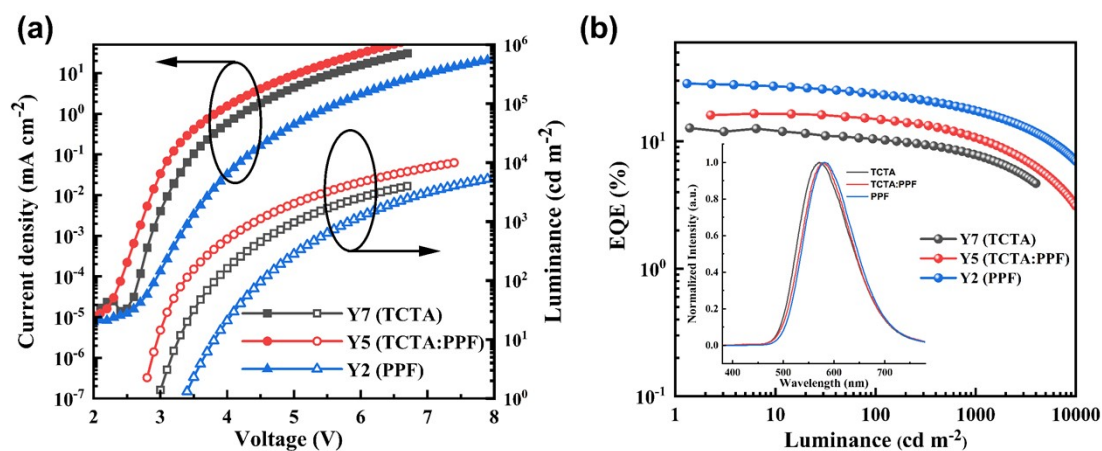 (a)
Current density (mA cm-2)
10^1
10^0
10^-1
10^-2
10^-3
10^-4
10^-5
10^-6
10^-7
2 3 4 5 6 7 8
Voltage (V)
10^6
10^5
10^4
10^3
10^2
10^1
10^0
Luminance (cd m-2)
Y7 (TCTA)
Y5 (TCTA:PPF)
Y2 (PPF)
(b)
EQE (%)
10^1
10^0
10^-1
1 10 100 1000 10000
Luminance (cd m-2)
Y7 (TCTA)
Y5 (TCTA:PPF)
Y2 (PPF)
Normalized Intensity (a.u.)
1.0
0.8
0.6
0.4
0.2
0.0
400 500 600 700
Wavelength (nm)
TCTA
TCTA:PPF
PPF